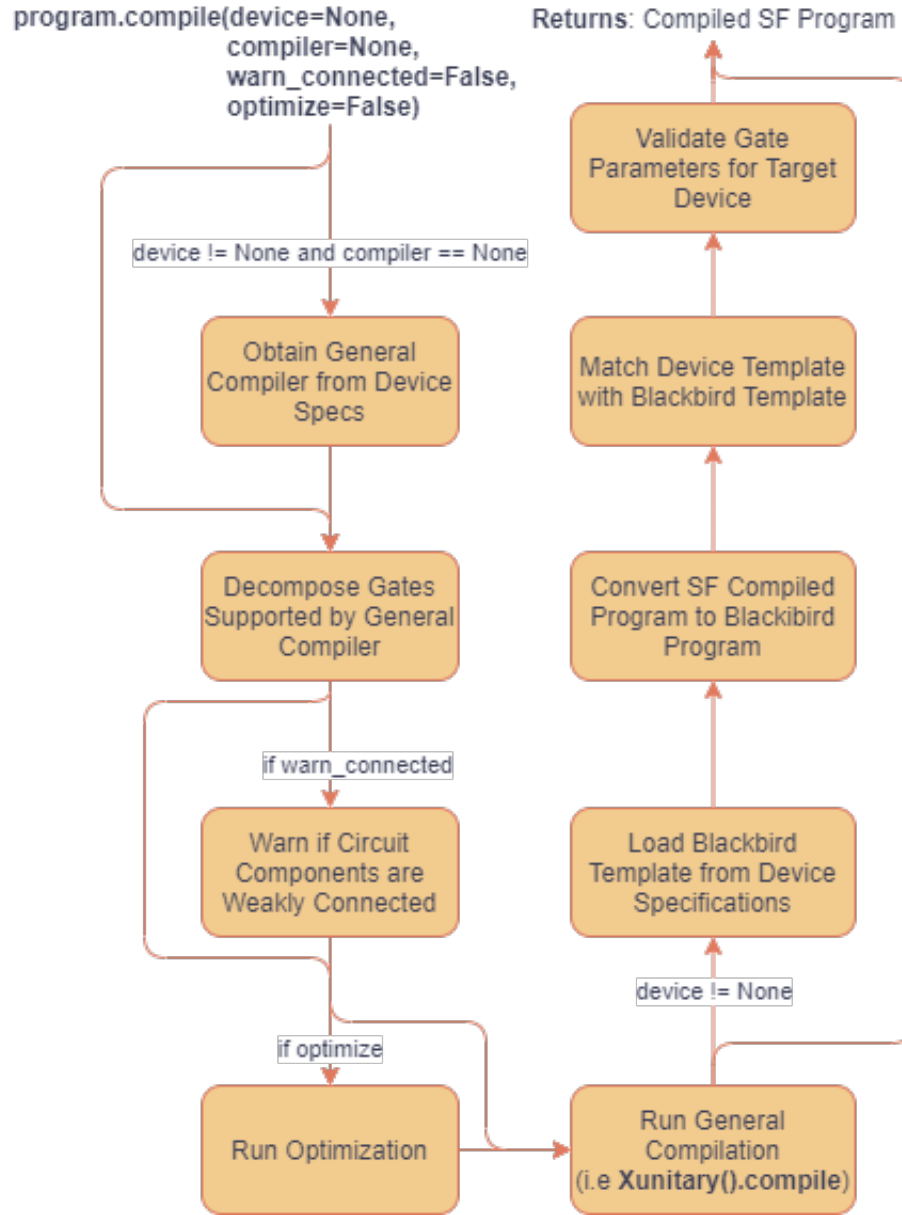 program.compile(device=None,
compiler=None,
warn_connected=False,
optimize=False)
device != None and compiler == None
Obtain General
Compiler from Device
Specs
Decompose Gates
Supported by General
Compiler
if warn_connected
Warn if Circuit
Components are
Weakly Connected
if optimize
Run Optimization
Run General
Compilation
(i.e Xunitary().compile)
device != None
Load Blackbird
Template from Device
Specifications
Convert SF Compiled
Program to Blackibird
Program
Match Device Template
with Blackbird Template
Validate Gate
Parameters for Target
Device
Returns: Compiled SF Program